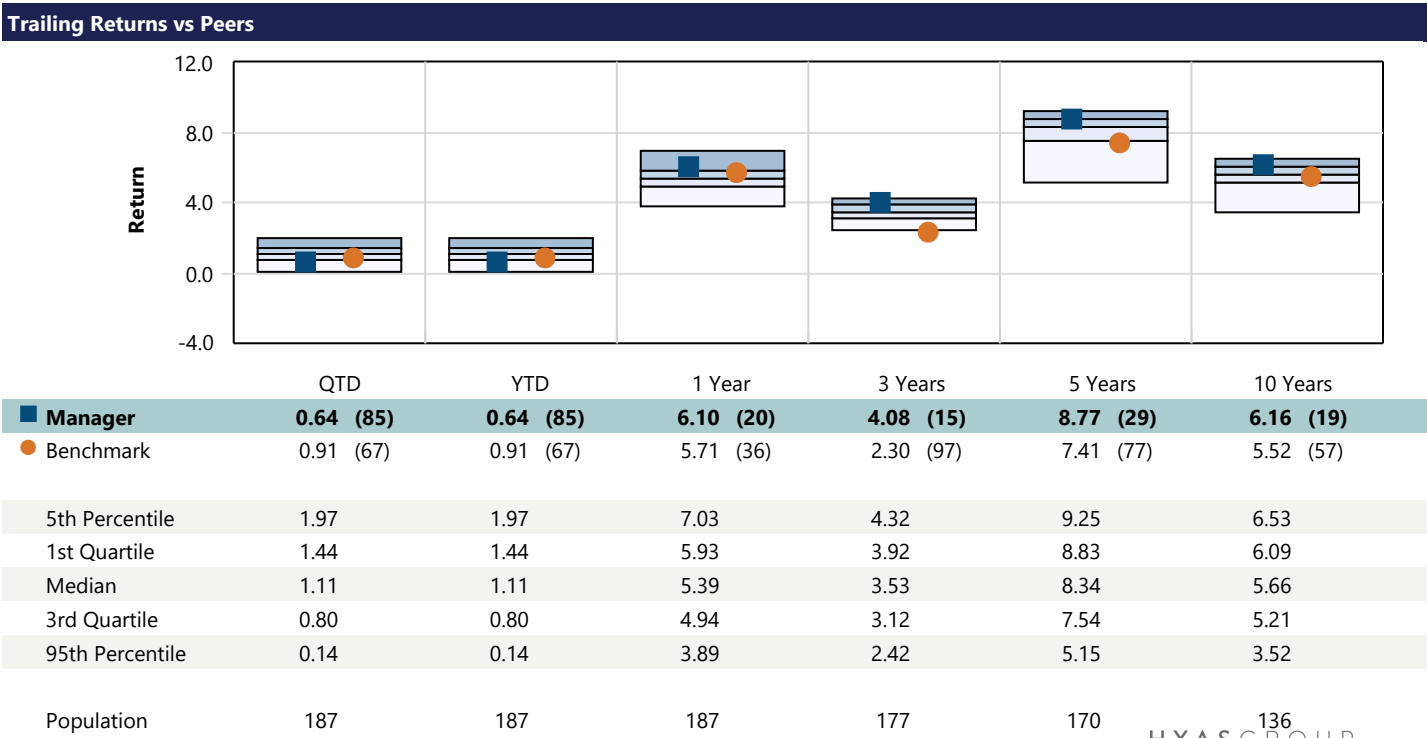 Trailing Returns vs Peers
12.0
8.0
4.0
0.0
-4.0
Return
QTD YTD 1 Year 3 Years 5 Years 10 Years
Manager 0.64 (85) 0.64 (85) 6.10 (20) 4.08 (15) 8.77 (29) 6.16 (19)
Benchmark 0.91 (67) 0.91 (67) 5.71 (36) 2.30 (97) 7.41 (77) 5.52 (57)
5th Percentile 1.97 1.97 7.03 4.32 9.25 6.53
1st Quartile 1.44 1.44 5.93 3.92 8.83 6.09
Median 1.11 1.11 5.39 3.53 8.34 5.66
3rd Quartile 0.80 0.80 4.94 3.12 7.54 5.21
95th Percentile 0.14 0.14 3.89 2.42 5.15 3.52
Population 187 187 187 177 170 136
HYAS GROUP